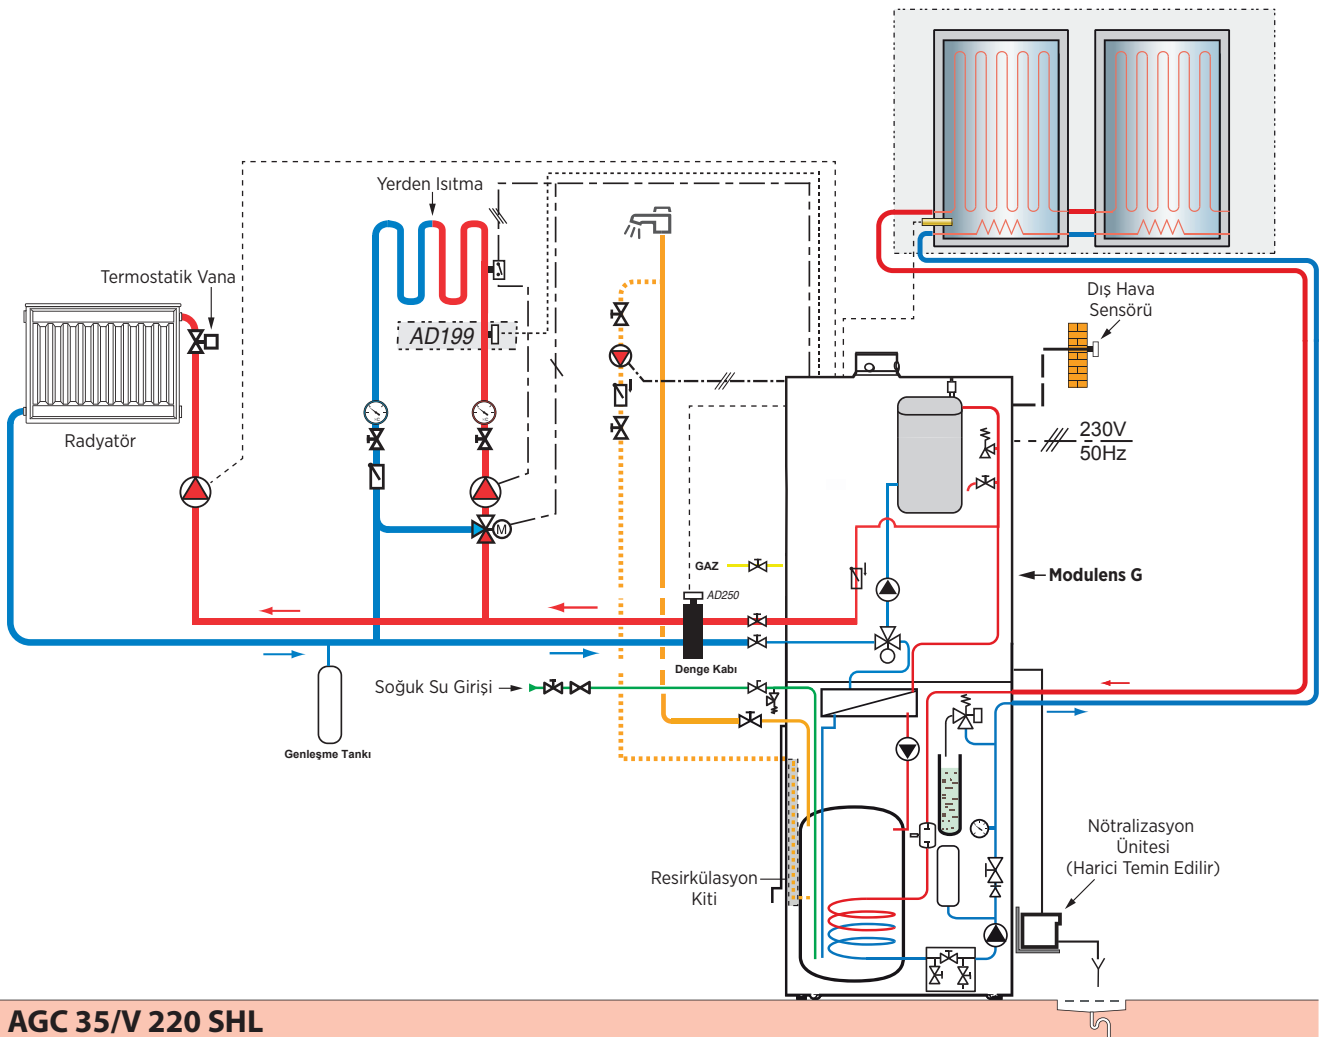 Yerden Isıtma
Termostatik Vana
AD199
Dış Hava
Sensörü
Radyatör
230V
50Hz
M
GAZ
AD250
Modulens G
Denge Kabı
Soğuk Su Girişi
Genleşme Tankı
Nötralizasyon
Ünitesi
(Harici Temin Edilir)
Resirkülasyon
Kiti
AGC 35/V 220 SHL